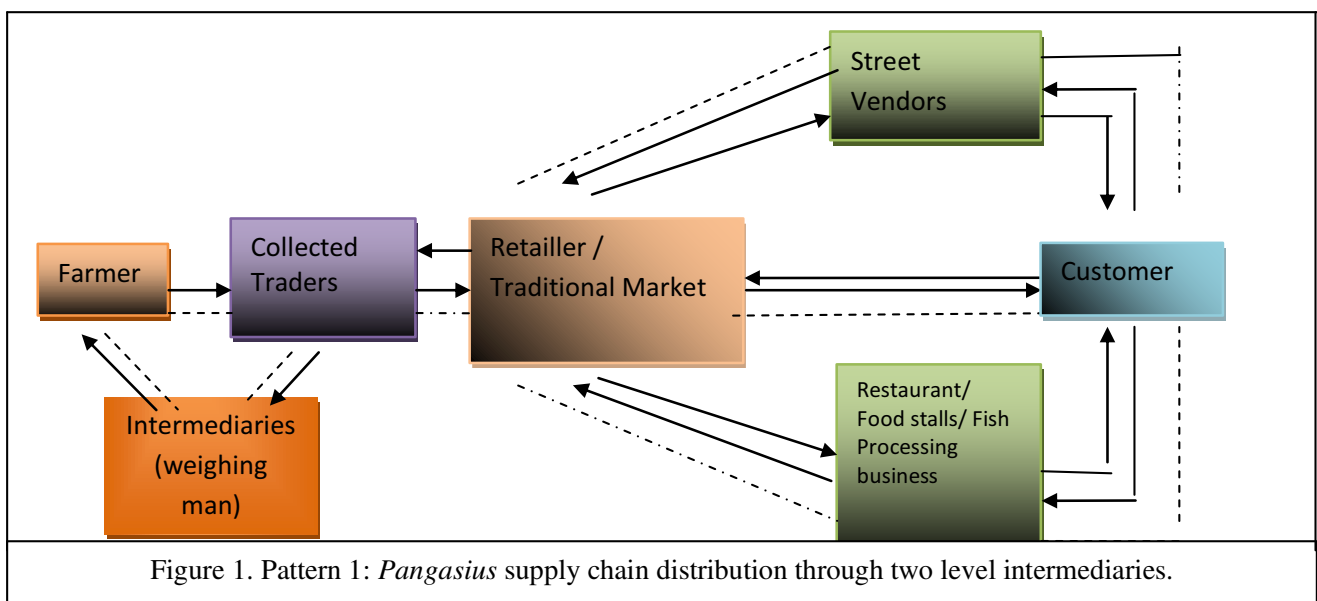 Street
Vendors
Farmer
Collected
Traders
Retailler /
Traditional Market
Customer
Intermediaries
(weighing
man)
Restaurant/
Food stalls/ Fish
Processing
business
Figure 1. Pattern 1: Pangasius supply chain distribution through two level intermediaries.